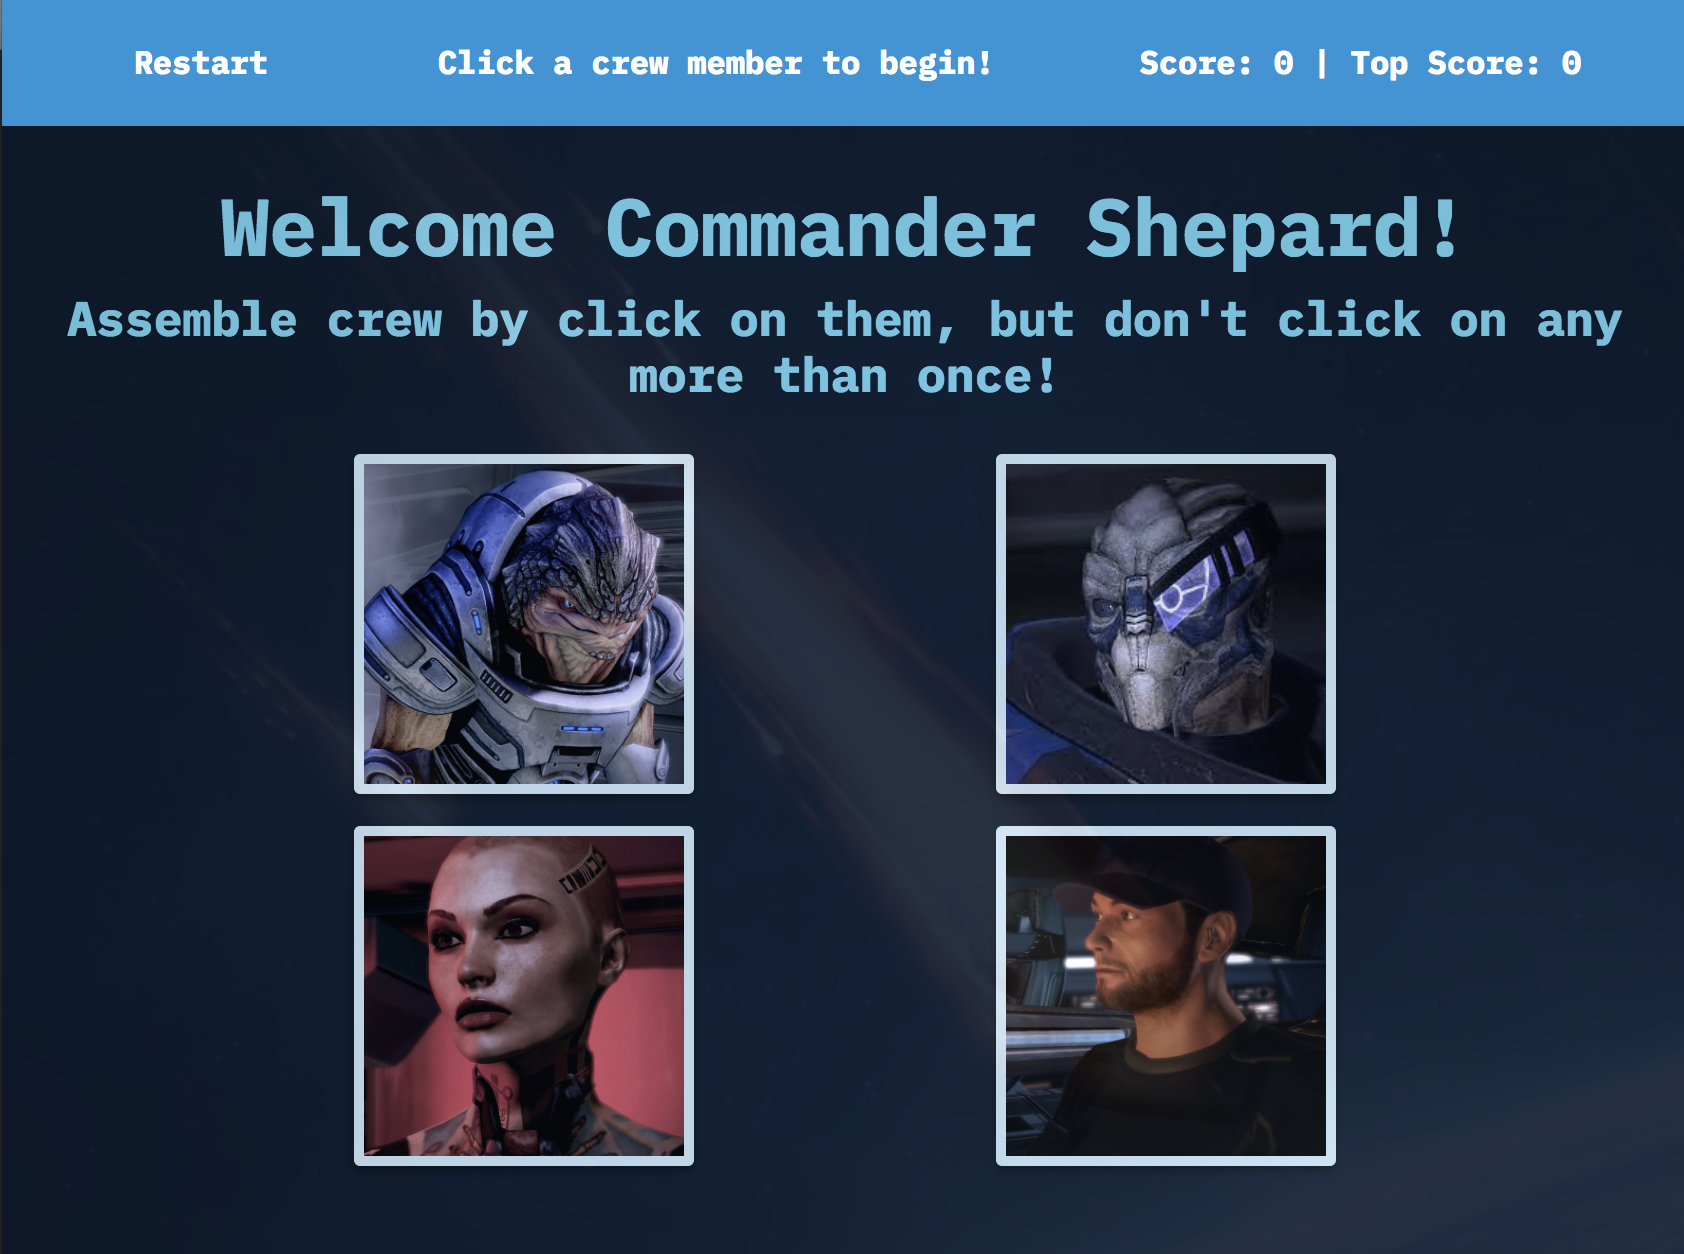 Restart
Click a crew member to begin!
Score: 0 | Top Score: 0
Welcome Commander Shepard!
Assemble crew by click on them, but don't click on any
more than once!